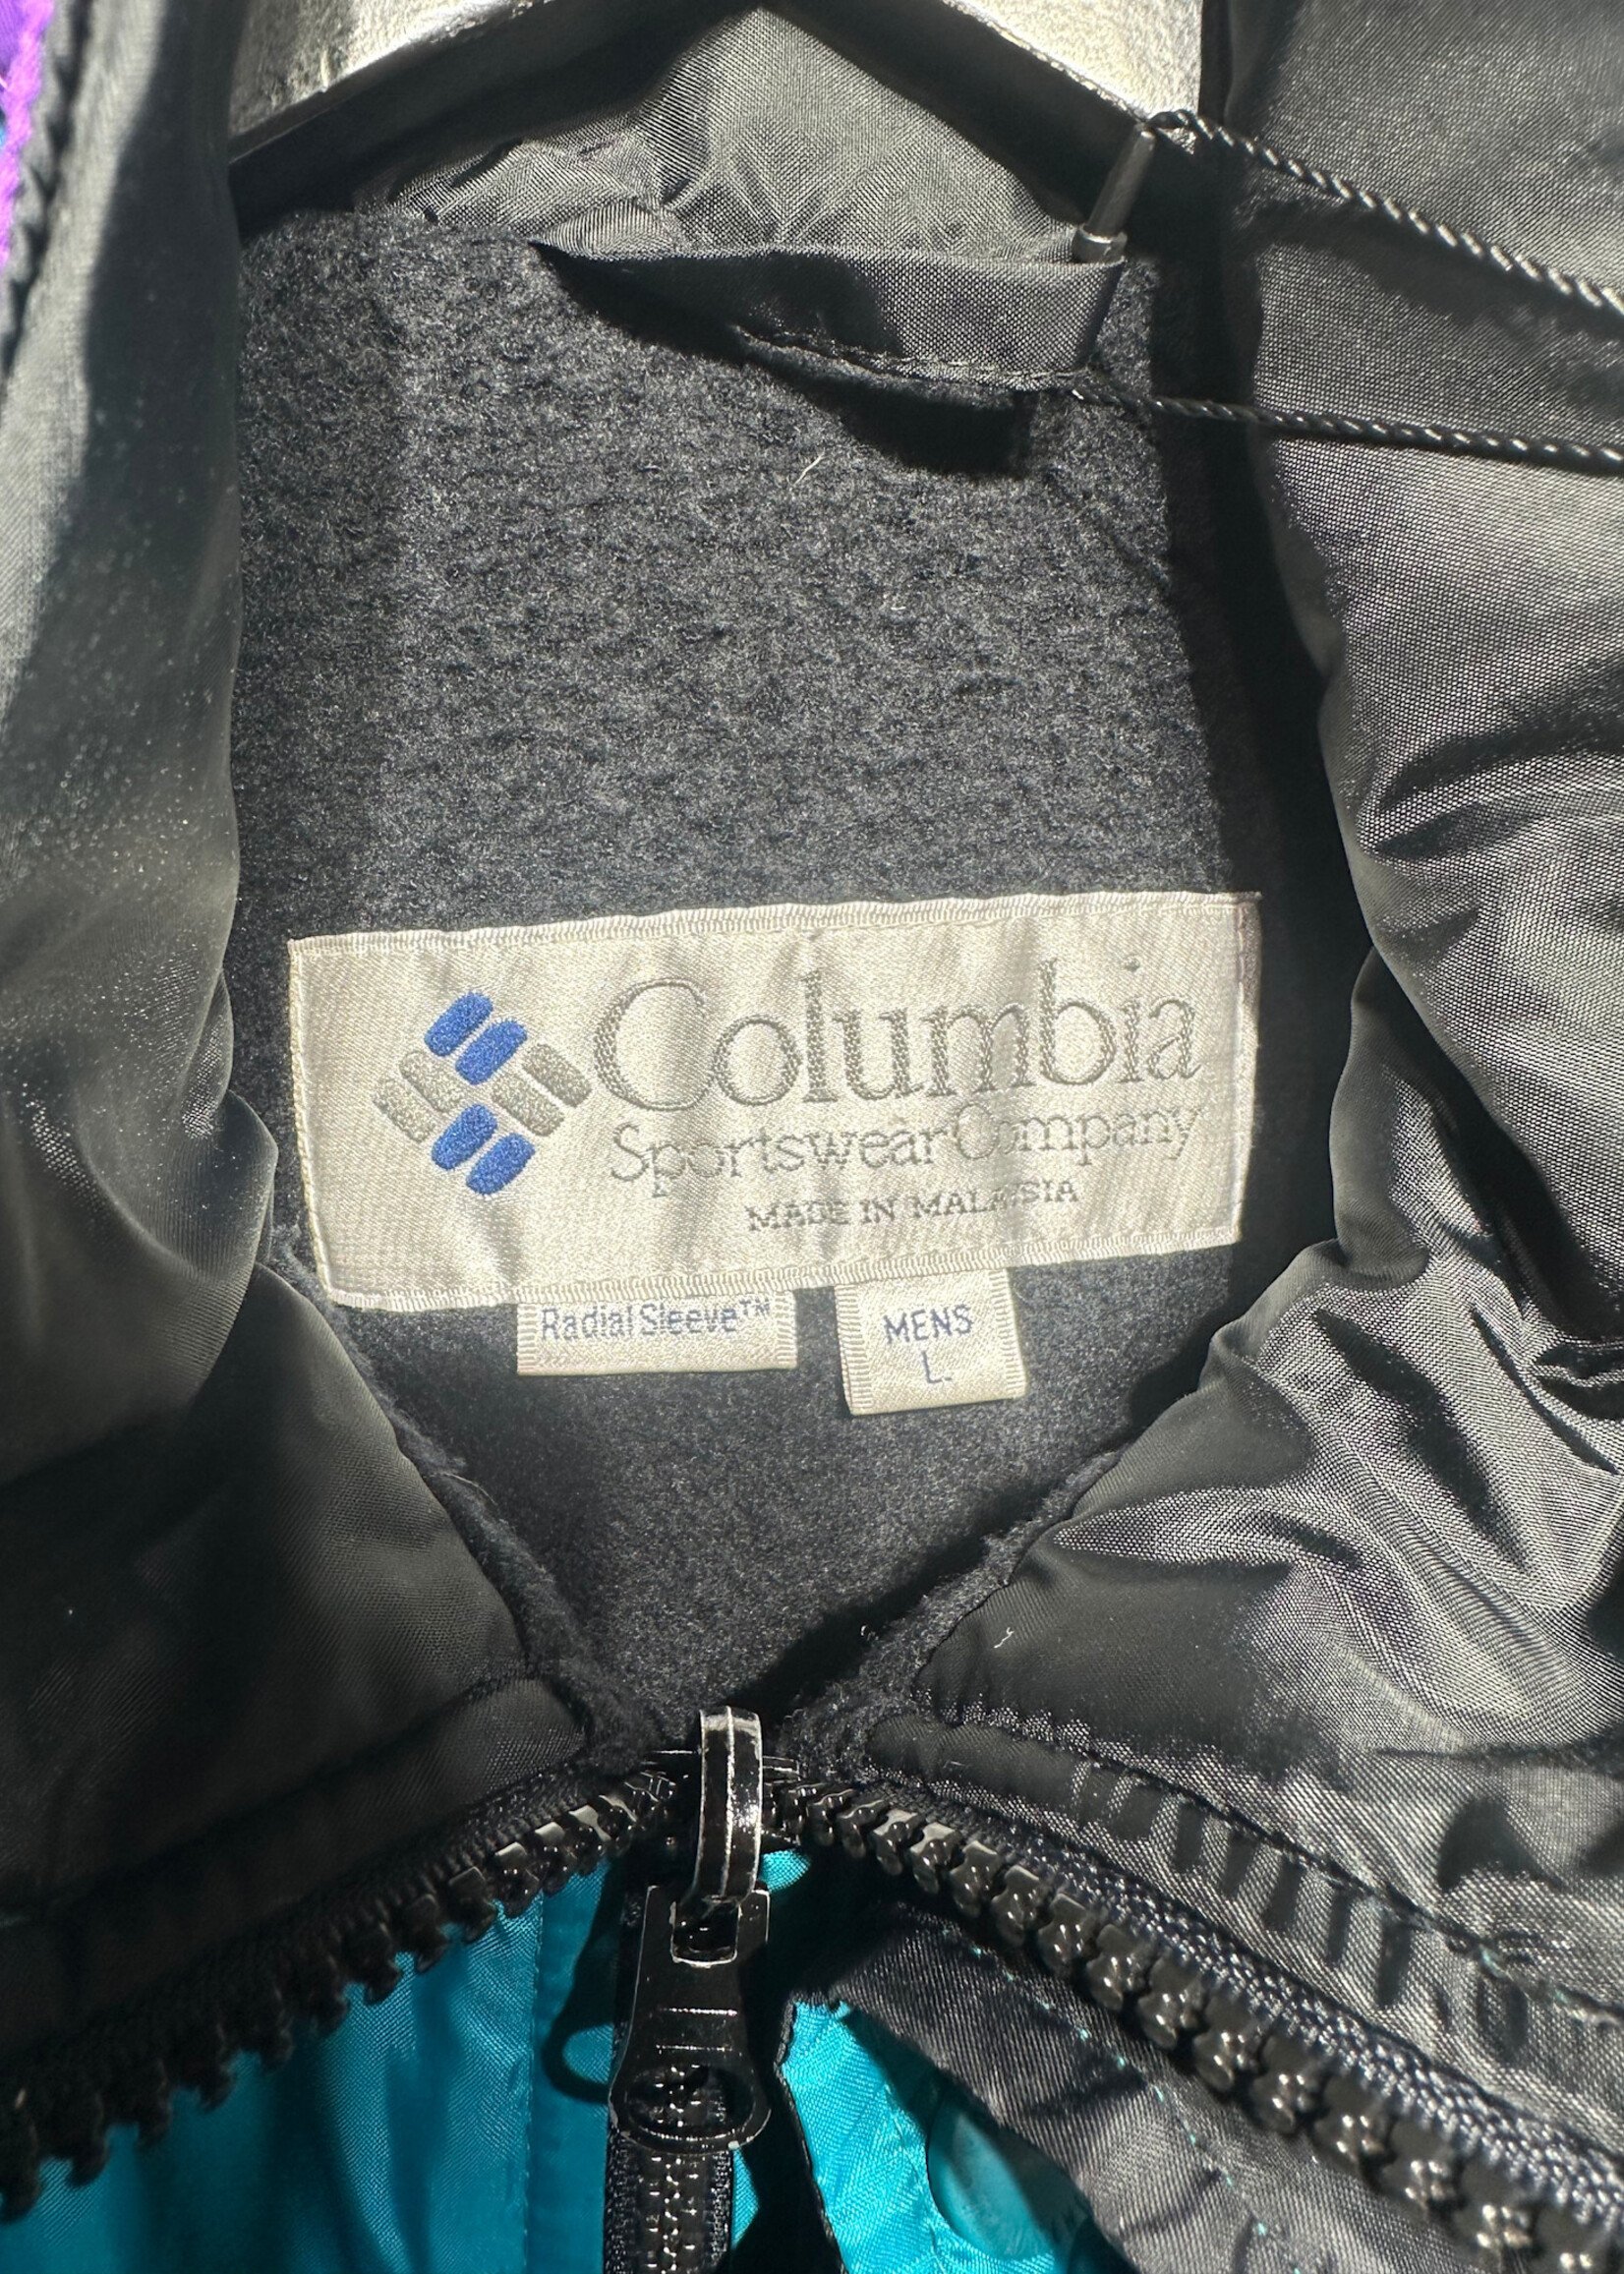 Columbia
Sportswear Company
MADE IN MALAYSIA
Radial Sleeve™
MENS
L.